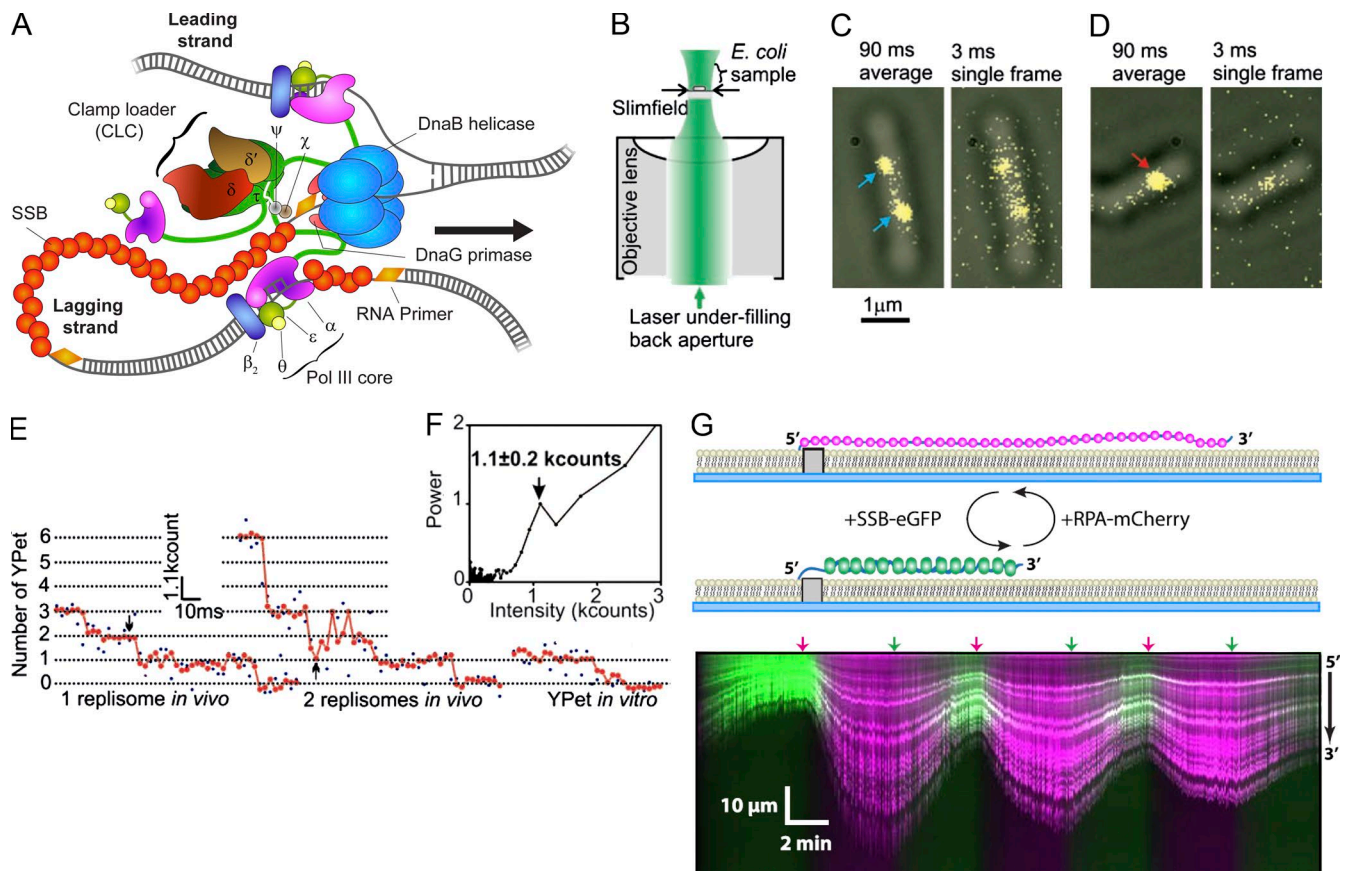 A
Leading
strand
Clamp loader
(CLC)
ψ
χ
DnaB helicase
δ′
δ
τ
SSB
DnaG primase
Lagging
strand
RNA Primer
α
ε
θ
β2
Pol III core
B
E. coli
sample
Slimfield
Objective lens
Laser under-filling
back aperture
C
90 ms
average
3 ms
single frame
1μm
D
90 ms
average
3 ms
single frame
E
Number of YPet
6
5
4
3
2
1
0
1.1kcount
10ms
1 replisome in vivo
2 replisomes in vivo
YPet in vitro
F
Power
2
1
0
1.1±0.2 kcounts
0 1 2 3
Intensity (kcounts)
G
5′
3′
+SSB-eGFP
+RPA-mCherry
5′
3′
5′
3′
10 μm
2 min